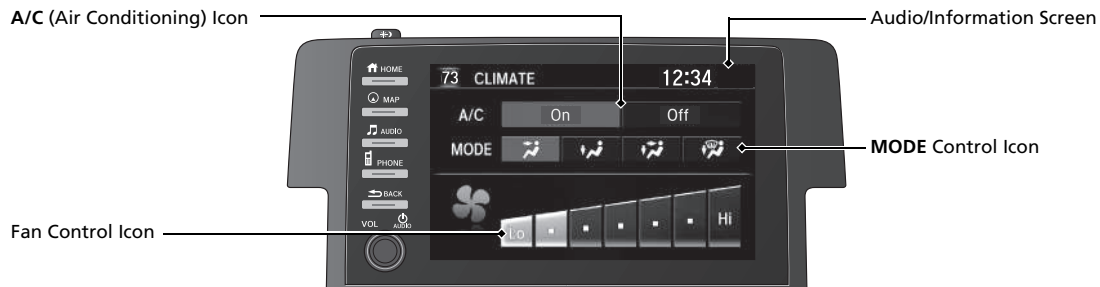 A/C (Air Conditioning) Icon
Audio/Information Screen
HOME
73 CLIMATE 12:34
MAP
A/C On Off
AUDIO
MODE
MODE Control Icon
PHONE
BACK
VOL AUDIO
Lo Hi
Fan Control Icon